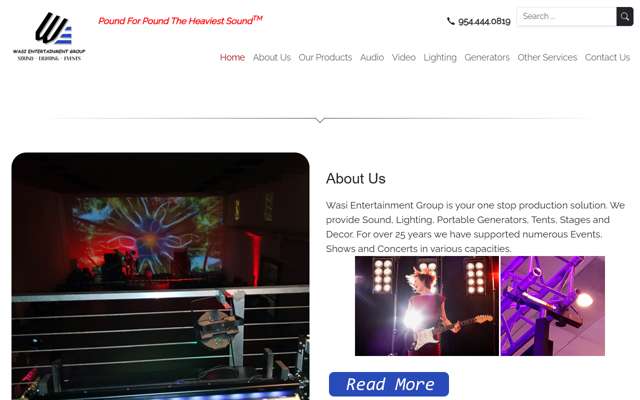 Pound For Pound The Heaviest Sound™
954.444.0819
Search ...
WASI ENTERTAINMENT GROUP
SOUND - LIGHTING - EVENTS
Home About Us Our Products Audio Video Lighting Generators Other Services Contact Us
About Us
Wasi Entertainment Group is your one stop production solution. We
provide Sound, Lighting, Portable Generators, Tents, Stages and
Decor. For over 25 years we have supported numerous Events,
Shows and Concerts in various capacities.
Read More